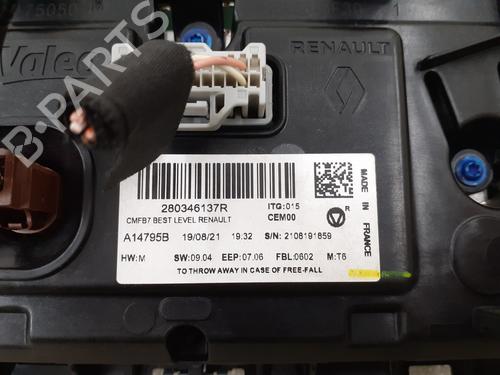 RENAULT
Valeo
B-PARTS
280346137R
ITG:015
CMFB7 BEST LEVEL RENAULT
CEM00
R
A14795B 19/08/21 19:32 S/N: 2108191859
HW:M SW:09.04 EEP:07.06 FBL:0602 M:T6
TO THROW AWAY IN CASE OF FREE-FALL
MADE IN FRANCE